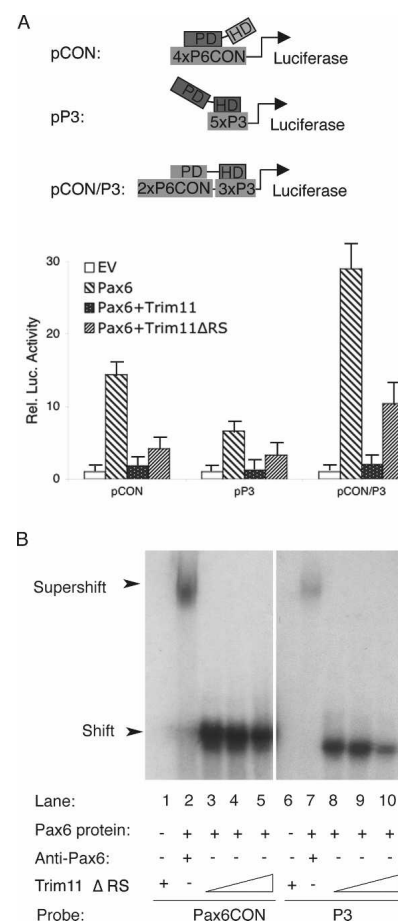 A
PD HD
pCON: 4xP6CON Luciferase
PD HD
pP3: 5xP3 Luciferase
PD HD
pCON/P3: 2xP6CON 3xP3 Luciferase
30
EV
Pax6
Pax6+Trim11
Pax6+Trim11ΔRS
20
Rel. Luc. Activity
10
0
pCON pP3 pCON/P3
B
Supershift
Shift
Lane: 1 2 3 4 5 6 7 8 9 10
Pax6 protein: - + + + + - + + + +
Anti-Pax6: - + - - - - + - - -
Trim11 Δ RS + - + -
Probe: Pax6CON P3